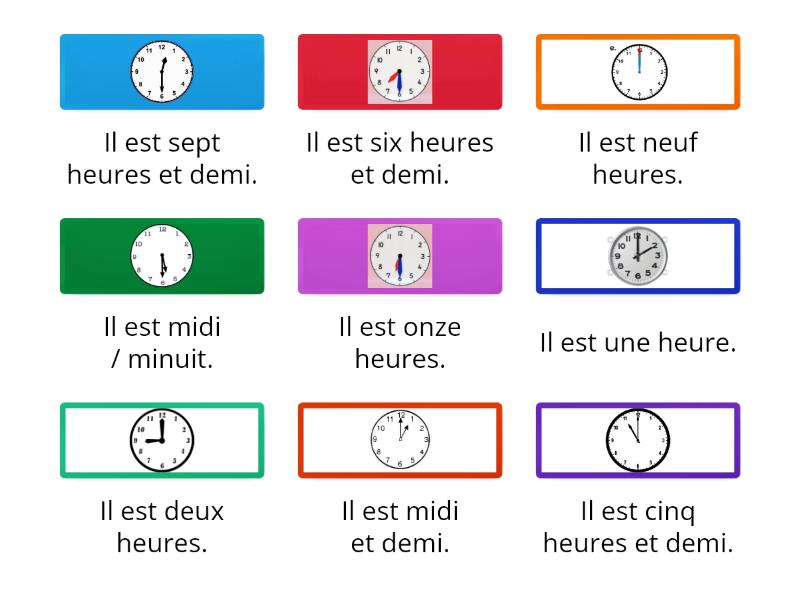 Il est sept
heures et demi.
Il est six heures
et demi.
e.
Il est neuf
heures.
Il est midi
/ minuit.
Il est onze
heures.
Il est une heure.
Il est deux
heures.
Il est midi
et demi.
Il est cinq
heures et demi.